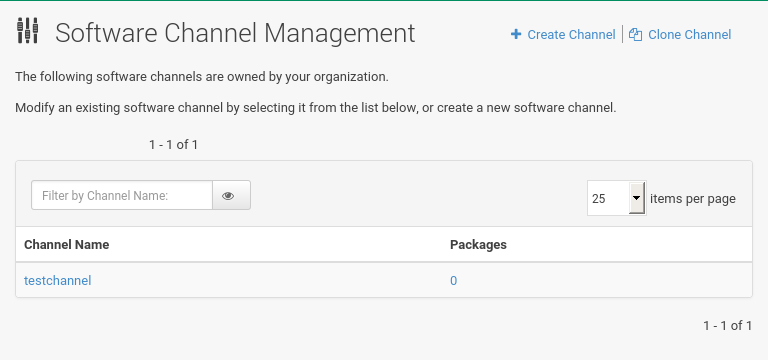 Software Channel Management
Create Channel | Clone Channel
The following software channels are owned by your organization.
Modify an existing software channel by selecting it from the list below, or create a new software channel.
1 - 1 of 1
Filter by Channel Name:
25 items per page
Channel Name Packages
testchannel 0
1 - 1 of 1